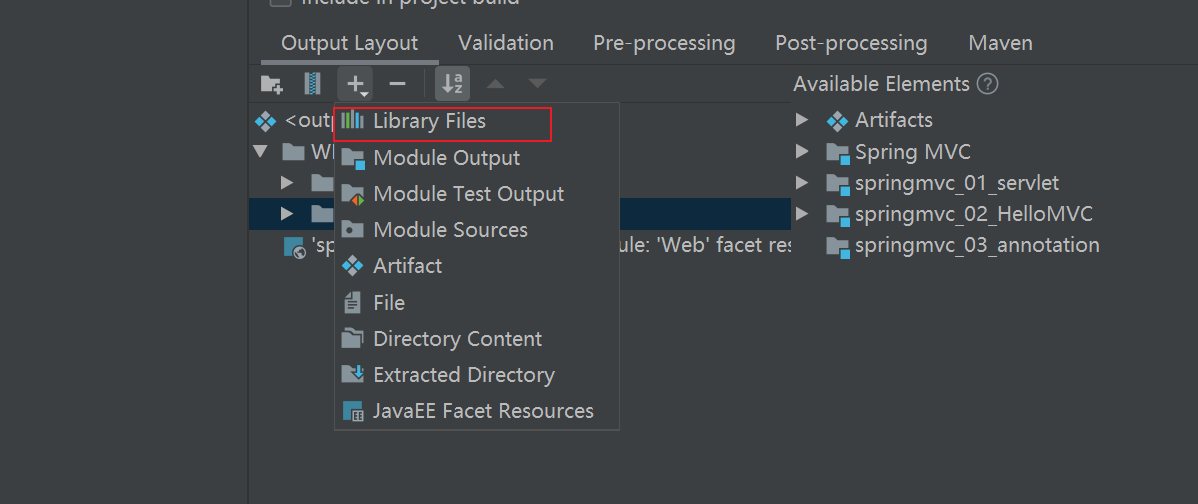 Include in project build
Output Layout Validation Pre-processing Post-processing Maven
Available Elements
Library Files
Module Output
Module Test Output
Module Sources
Artifact
File
Directory Content
Extracted Directory
JavaEE Facet Resources
<outp
WE
'sp ule: 'Web' facet res
Artifacts
Spring MVC
springmvc_01_servlet
springmvc_02_HelloMVC
springmvc_03_annotation